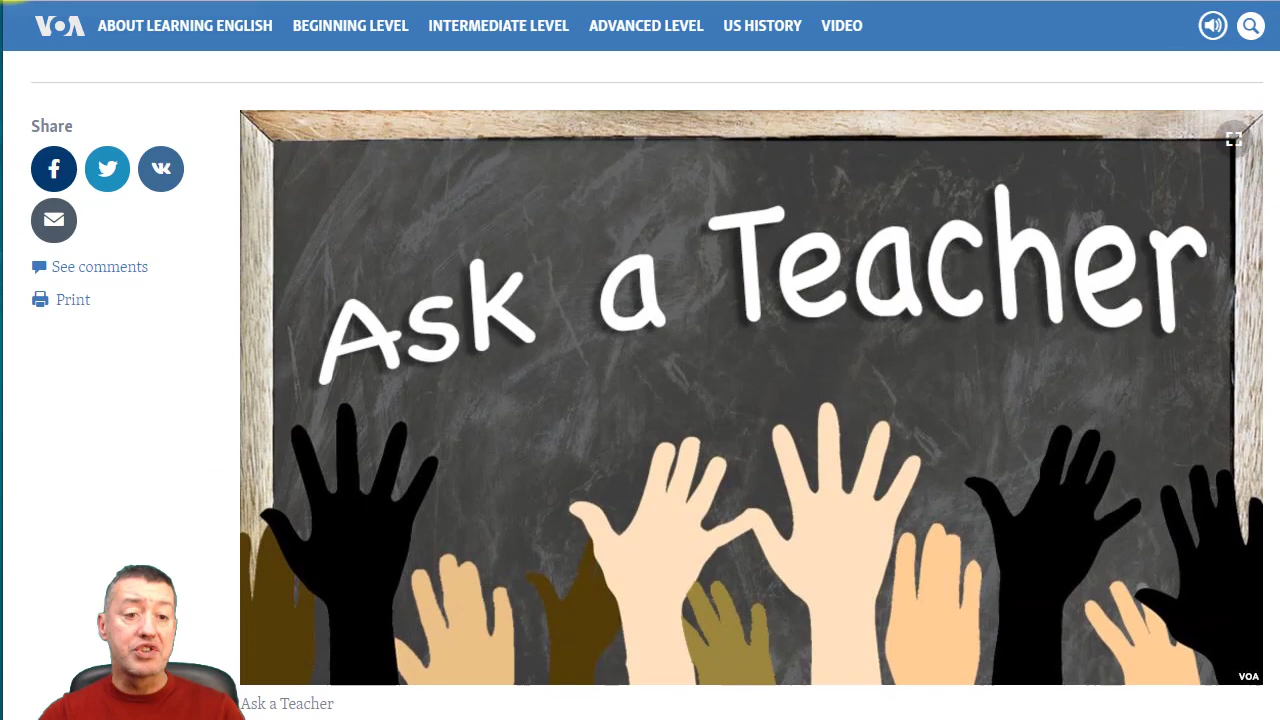 VOA ABOUT LEARNING ENGLISH BEGINNING LEVEL INTERMEDIATE LEVEL ADVANCED LEVEL US HISTORY VIDEO
Share
See comments
Print
Ask a Teacher
VOA
Ask a Teacher